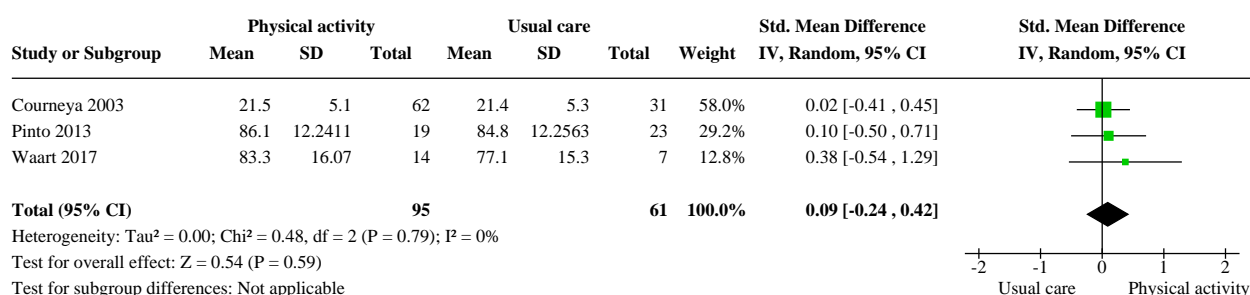 Physical activity Usual care Std. Mean Difference Std. Mean Difference
Study or Subgroup Mean SD Total Mean SD Total Weight IV, Random, 95% CI IV, Random, 95% CI
Courneya 2003 21.5 5.1 62 21.4 5.3 31 58.0% 0.02 [-0.41 , 0.45]
Pinto 2013 86.1 12.2411 19 84.8 12.2563 23 29.2% 0.10 [-0.50 , 0.71]
Waart 2017 83.3 16.07 14 77.1 15.3 7 12.8% 0.38 [-0.54 , 1.29]
Total (95% CI) 95 61 100.0% 0.09 [-0.24 , 0.42]
Heterogeneity: Tau² = 0.00; Chi² = 0.48, df = 2 (P = 0.79); I² = 0%
Test for overall effect: Z = 0.54 (P = 0.59)
-2 -1 0 1 2
Test for subgroup differences: Not applicable Usual care Physical activity